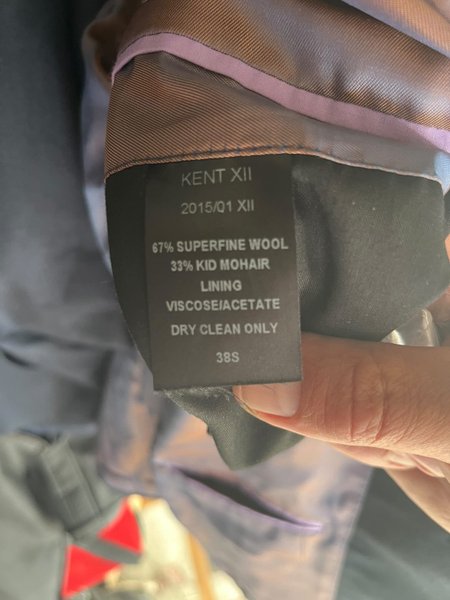 KENT XII
2015/01 XII
67% SUPERFINE WOOL
33% KID MOHAIR
LINING
VISCOSE/ACETATE
DRY CLEAN ONLY
38S